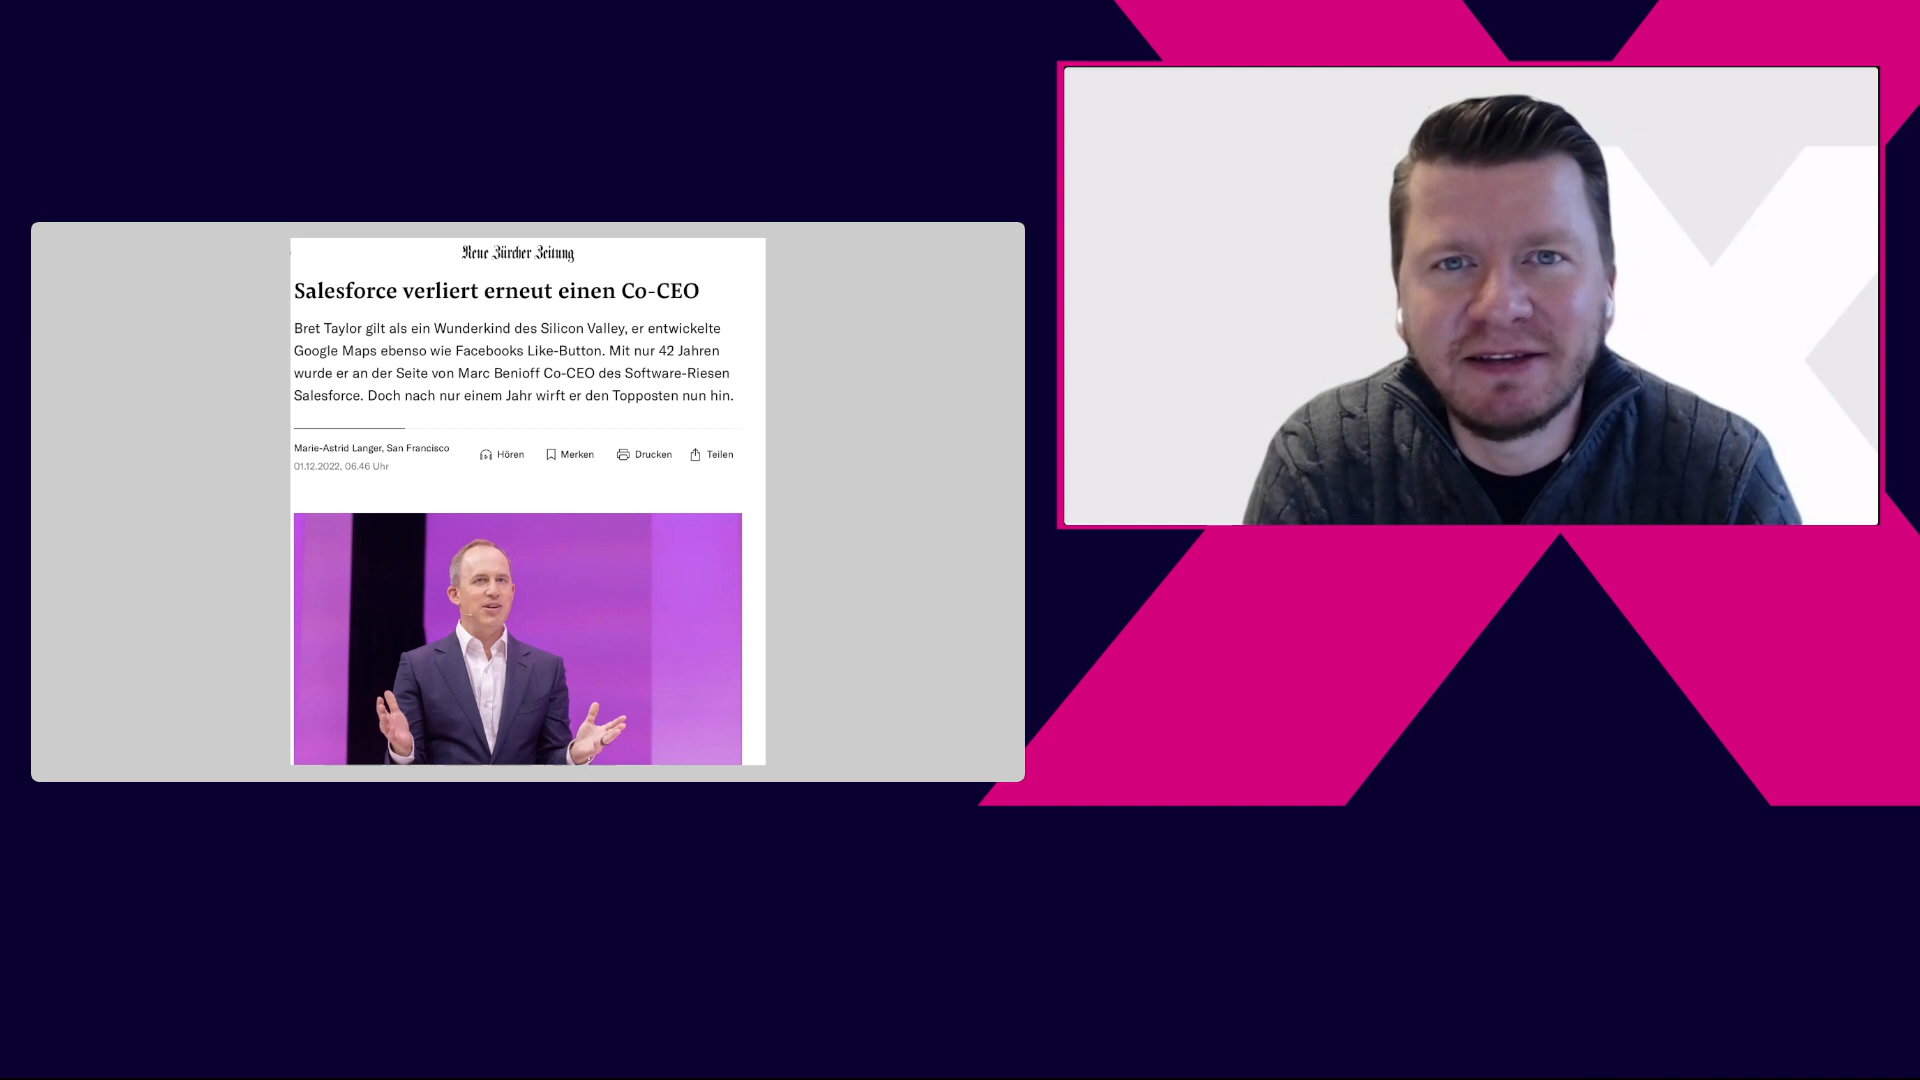 Neue Zürcher Zeitung
Salesforce verliert erneut einen Co-CEO
Bret Taylor gilt als ein Wunderkind des Silicon Valley, er entwickelte
Google Maps ebenso wie Facebooks Like-Button. Mit nur 42 Jahren
wurde er an der Seite von Marc Benioff Co-CEO des Software-Riesen
Salesforce. Doch nach nur einem Jahr wirft er den Topposten nun hin.
Marie-Astrid Langer, San Francisco
01.12.2022, 06.46 Uhr
Hören Merken Drucken Teilen